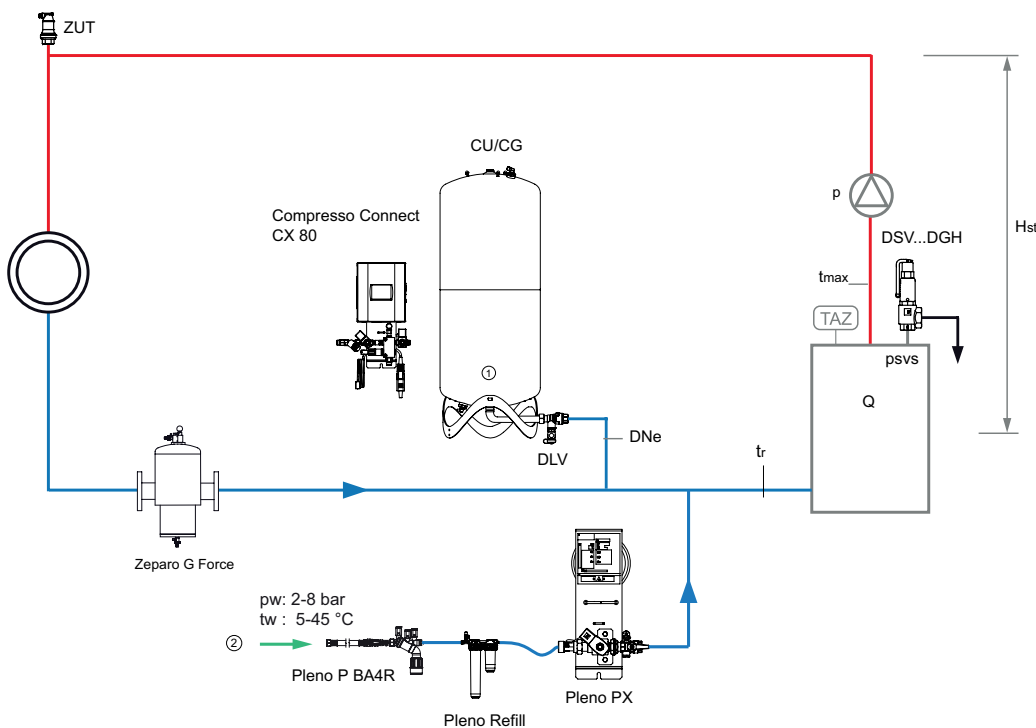 ZUT
CU/CG
Compresso Connect
CX 80
p
Hst
DSV...DGH
tmax
TAZ
psvs
Q
①
DNe
DLV
tr
Zeparo G Force
pw: 2-8 bar
tw : 5-45 °C
②
Pleno P BA4R
Pleno PX
Pleno Refill